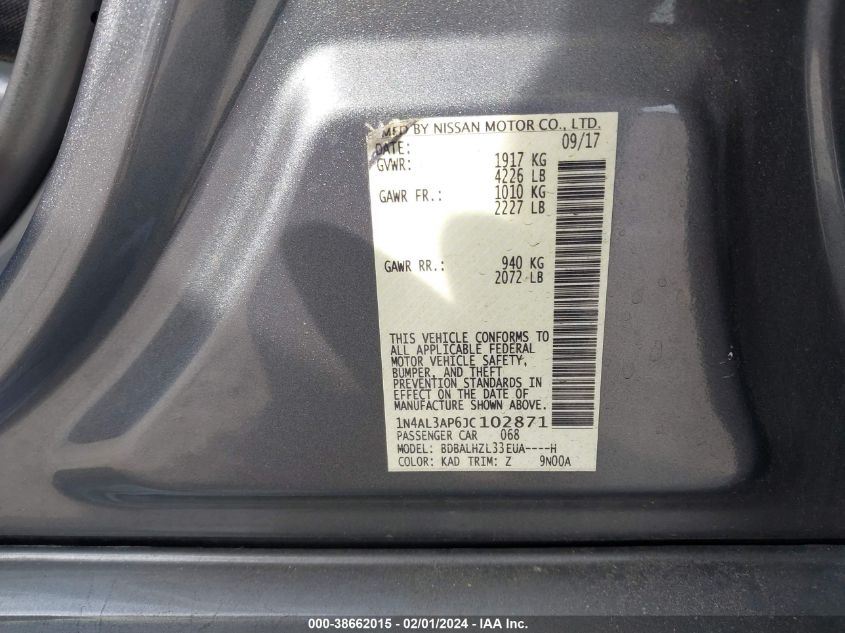 MFD BY NISSAN MOTOR CO., LTD.
DATE: 09/17
GVWR: 1917 KG
4226 LB
GAWR FR.: 1010 KG
2227 LB
GAWR RR.: 940 KG
2072 LB
THIS VEHICLE CONFORMS TO
ALL APPLICABLE FEDERAL
MOTOR VEHICLE SAFETY,
BUMPER, AND THEFT
PREVENTION STANDARDS IN
EFFECT ON THE DATE OF
MANUFACTURE SHOWN ABOVE.
1N4AL3AP6JC102871
PASSENGER CAR 068
MODEL: BDBALHZL33EUA----H
COLOR: KAD TRIM: Z 9N00A
000-38662015 - 02/01/2024 - IAA Inc.